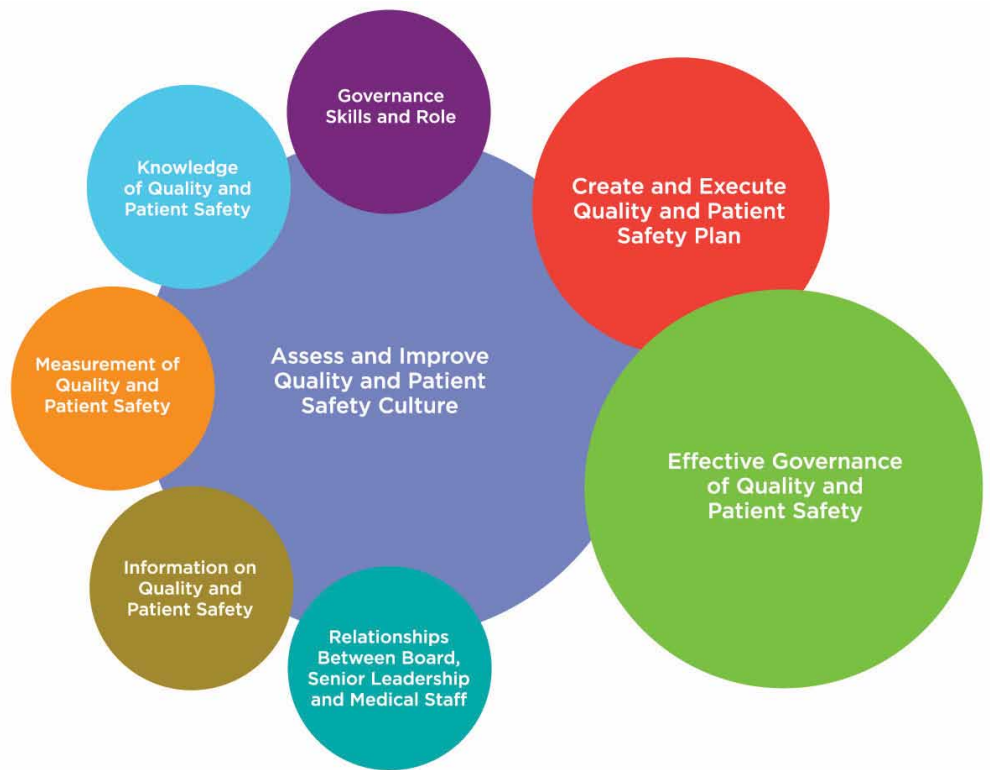 Governance
Skills and Role
Knowledge
of Quality and
Patient Safety
Create and Execute
Quality and Patient
Safety Plan
Measurement of
Quality and
Patient Safety
Assess and Improve
Quality and Patient
Safety Culture
Effective Governance
of Quality and
Patient Safety
Information on
Quality and
Patient Safety
Relationships
Between Board,
Senior Leadership
and Medical Staff